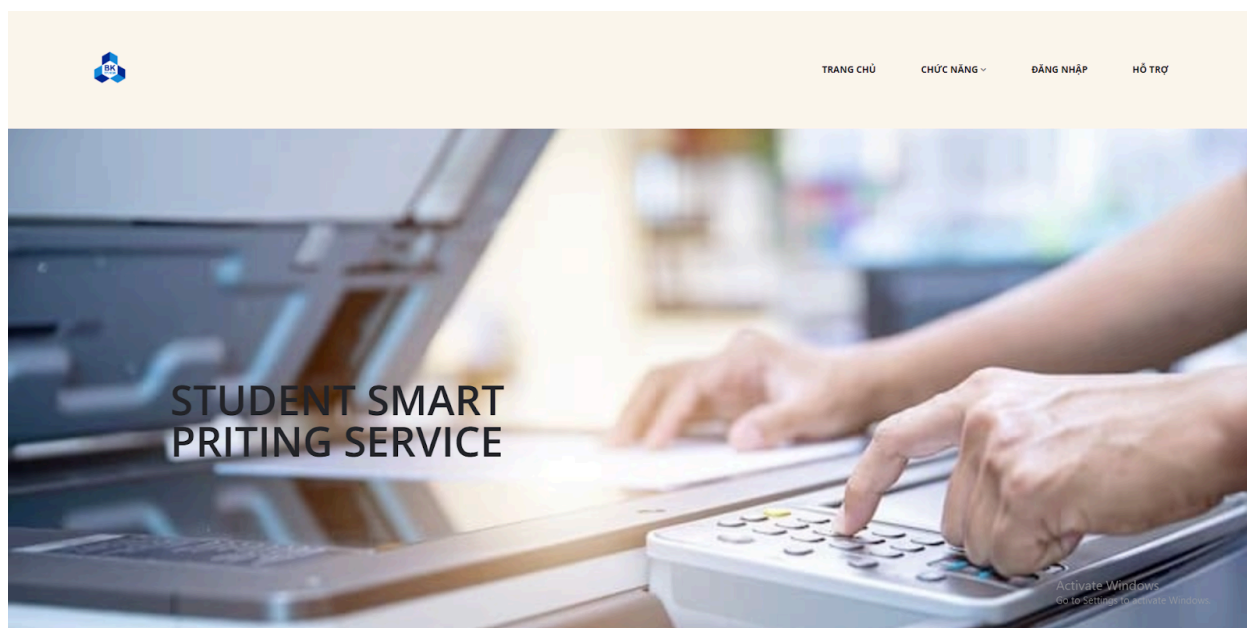 BK
TRANG CHỦ
CHỨC NĂNG
ĐĂNG NHẬP
HỖ TRỢ
STUDENT SMART
PRITING SERVICE
Activate Windows
Go to Settings to activate Windows.